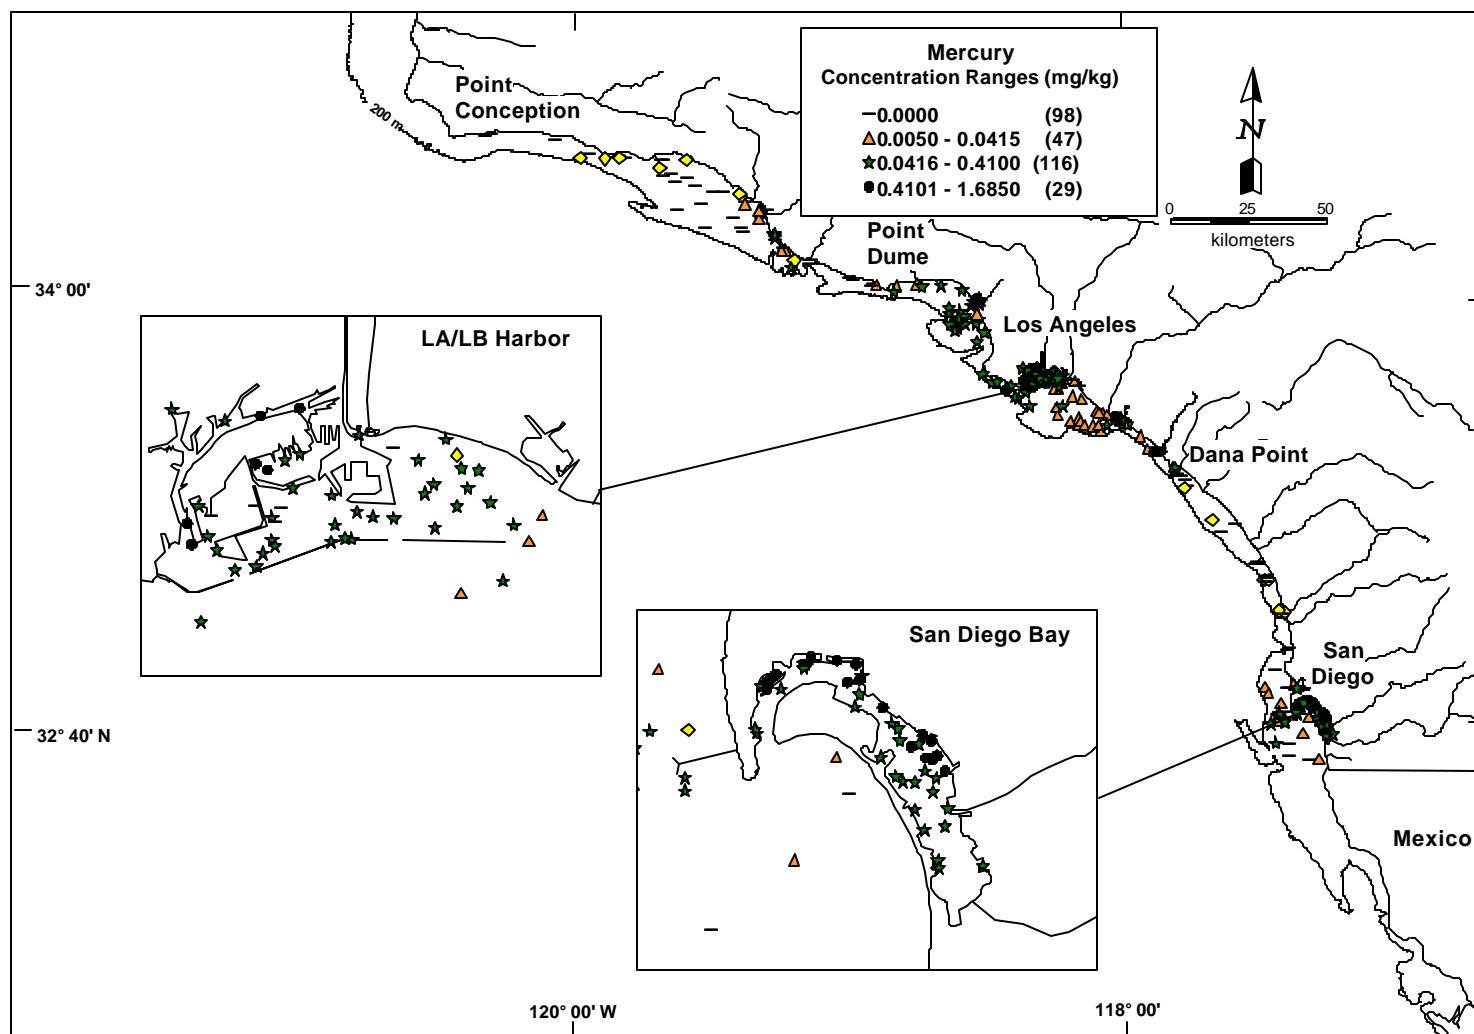 Mercury
Concentration Ranges (mg/kg)
0.0000 (98)
0.0050 - 0.0415 (47)
0.0416 - 0.4100 (116)
0.4101 - 1.6850 (29)
Point
Conception
200 m
N
0 25 50
kilometers
Point
Dume
34° 00'
Los Angeles
LA/LB Harbor
Dana Point
San Diego Bay
San
Diego
32° 40' N
Mexico
120° 00' W
118° 00'